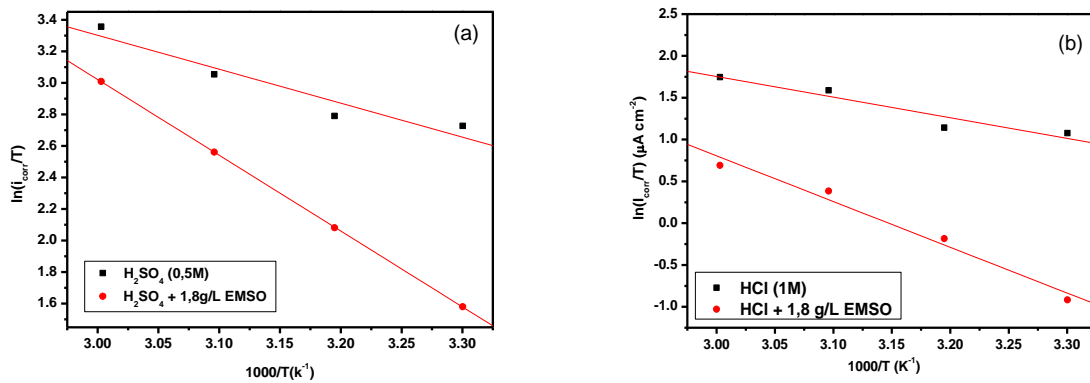 (a)
3.4
3.2
3.0
2.8
2.6
2.4
2.2
2.0
1.8
1.6
ln(i_corr/T)
H₂SO₄ (0,5M)
H₂SO₄ + 1,8g/L EMSO
3.00 3.05 3.10 3.15 3.20 3.25 3.30
1000/T(k⁻¹)
(b)
2.0
1.5
1.0
0.5
0.0
-0.5
-1.0
ln(I_corr/T) (µA cm⁻²)
HCl (1M)
HCl + 1,8 g/L EMSO
3.00 3.05 3.10 3.15 3.20 3.25 3.30
1000/T (K⁻¹)